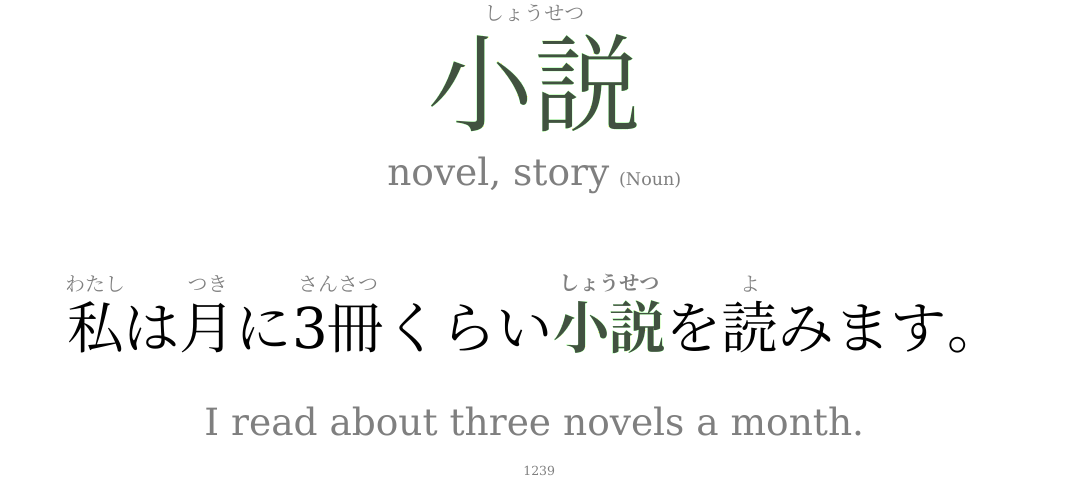 しょうせつ
小説
novel, story (Noun)
わたし つき さんさつ しょうせつ よ
私は月に3冊くらい小説を読みます。
I read about three novels a month.
1239